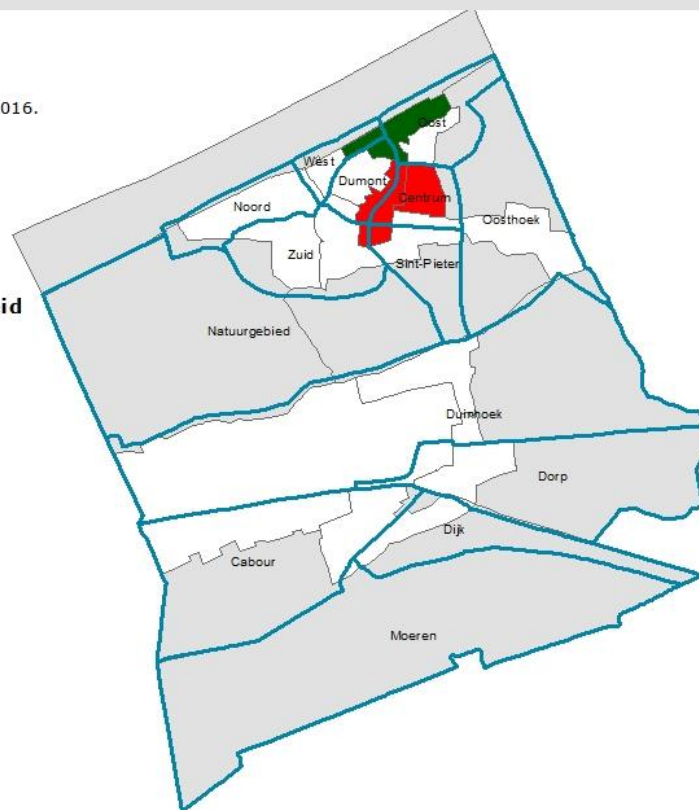 016.
Oost
West
Dumont
Centrum
Noord
Oosthoek
Zuid
Sint-Pieter
id
Natuurgebied
Duinhoek
Dorp
Dijk
Cabour
Moeren